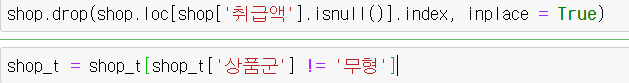 shop.drop(shop.loc[shop['취급액'].isnull()].index, inplace = True)
shop_t = shop_t[shop_t['상품군'] != '무형']